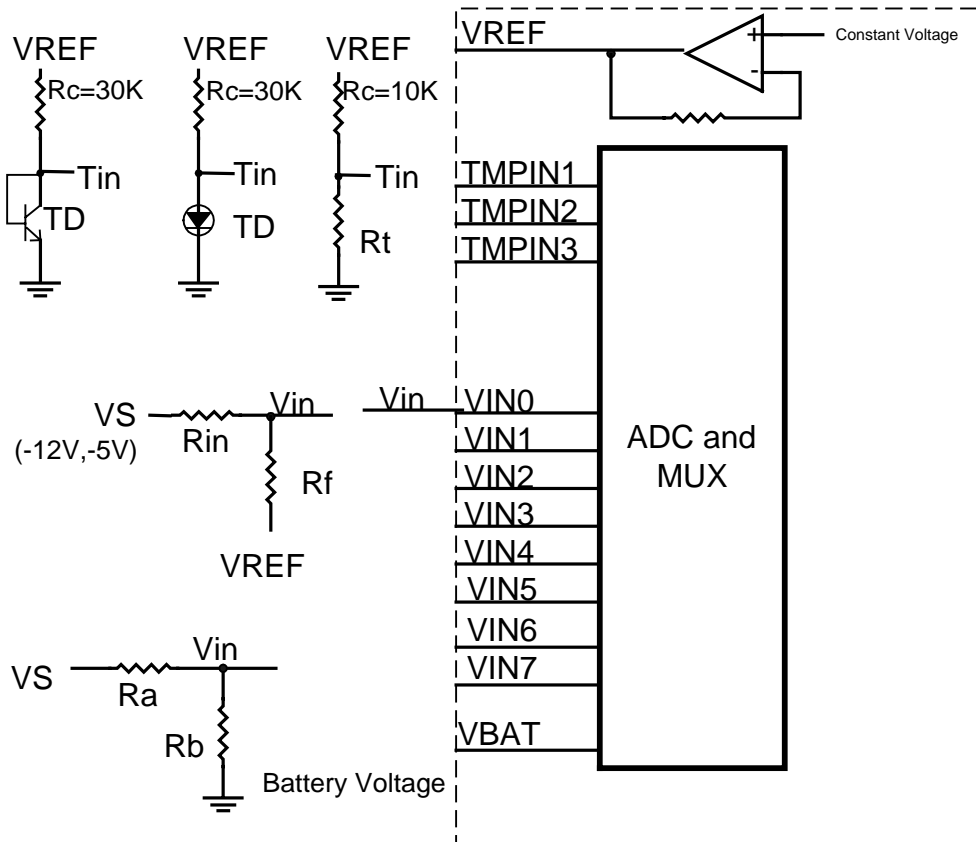 VREF
Constant Voltage
+
-
VREF
VREF
VREF
Rc=30K
Rc=30K
Rc=10K
Tin
Tin
Tin
TD
TD
Rt
TMPIN1
TMPIN2
TMPIN3
VS
(-12V,-5V)
Rin
Vin
Rf
VREF
Vin
VIN0
VIN1
VIN2
VIN3
VIN4
VIN5
VIN6
VIN7
VBAT
ADC and
MUX
VS
Ra
Vin
Rb
Battery Voltage